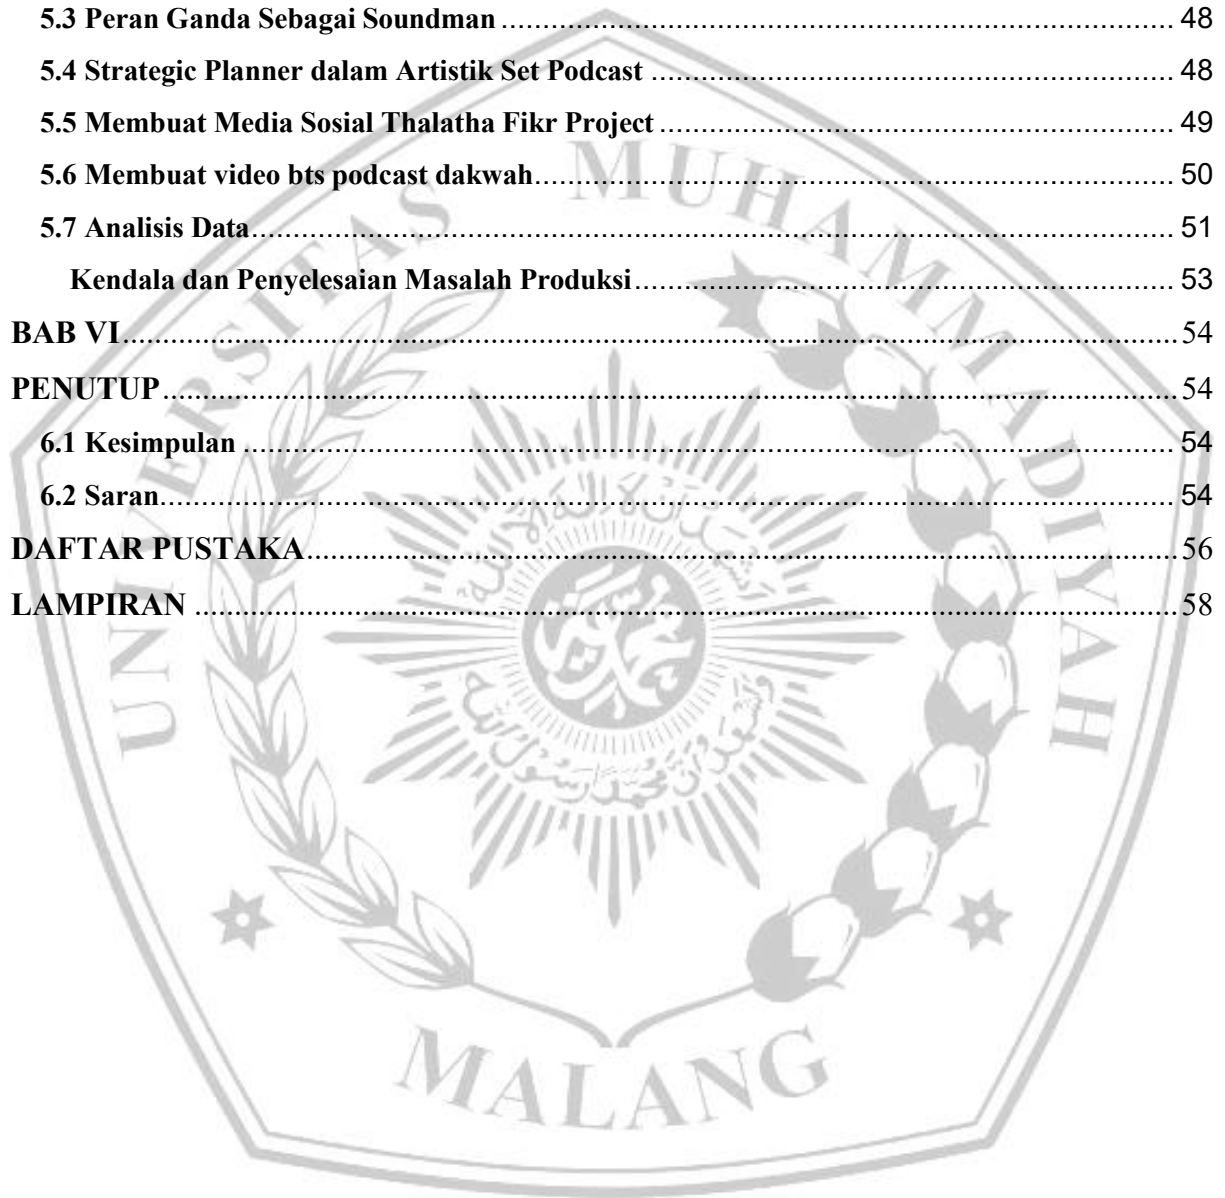 5.3 Peran Ganda Sebagai Soundman ........................................ 48
5.4 Strategic Planner dalam Artistik Set Podcast ........................................ 48
5.5 Membuat Media Sosial Thalatha Fikr Project ........................................ 49
5.6 Membuat video bts podcast dakwah ........................................ 50
5.7 Analisis Data ........................................ 51
Kendala dan Penyelesaian Masalah Produksi ........................................ 53
BAB VI ........................................ 54
PENUTUP ........................................ 54
6.1 Kesimpulan ........................................ 54
6.2 Saran ........................................ 54
DAFTAR PUSTAKA ........................................ 56
LAMPIRAN ........................................ 58
UNIVERSITAS MUHAMMADIYAH
MALANG